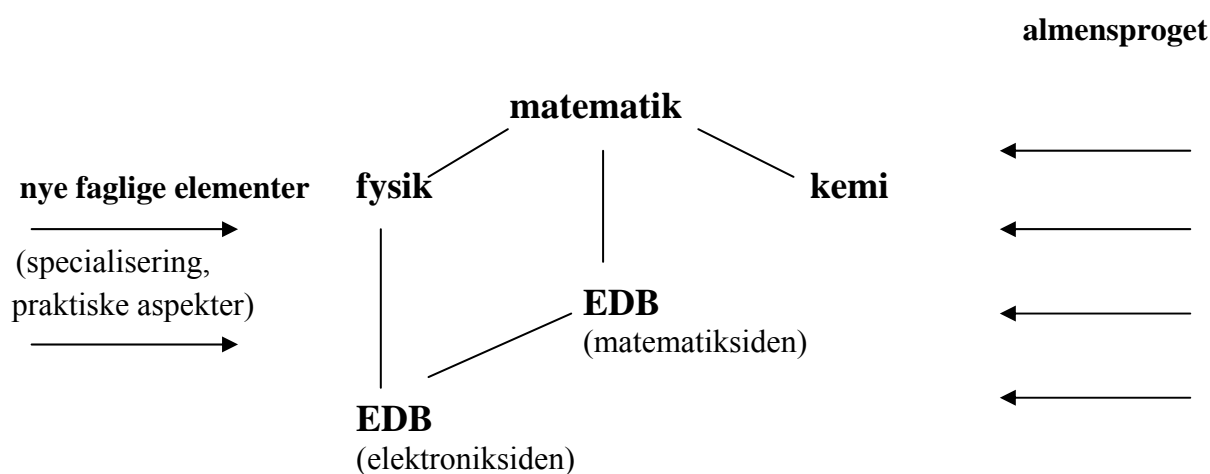 almensproget
matematik
nye faglige elementer
fysik
kemi
(specialisering,
praktiske aspekter)
EDB
(matematiksiden)
EDB
(elektroniksiden)